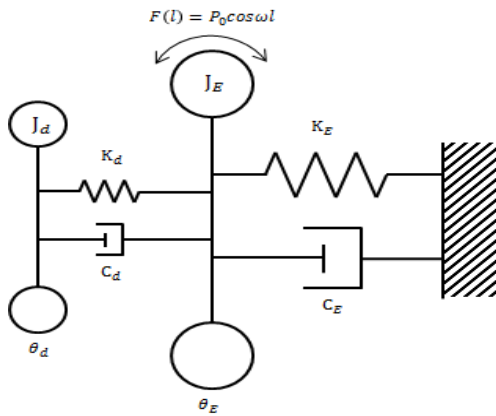 F(l) = P₀cosωl
J_E
J_d
K_d
K_E
C_d
C_E
θ_d
θ_E